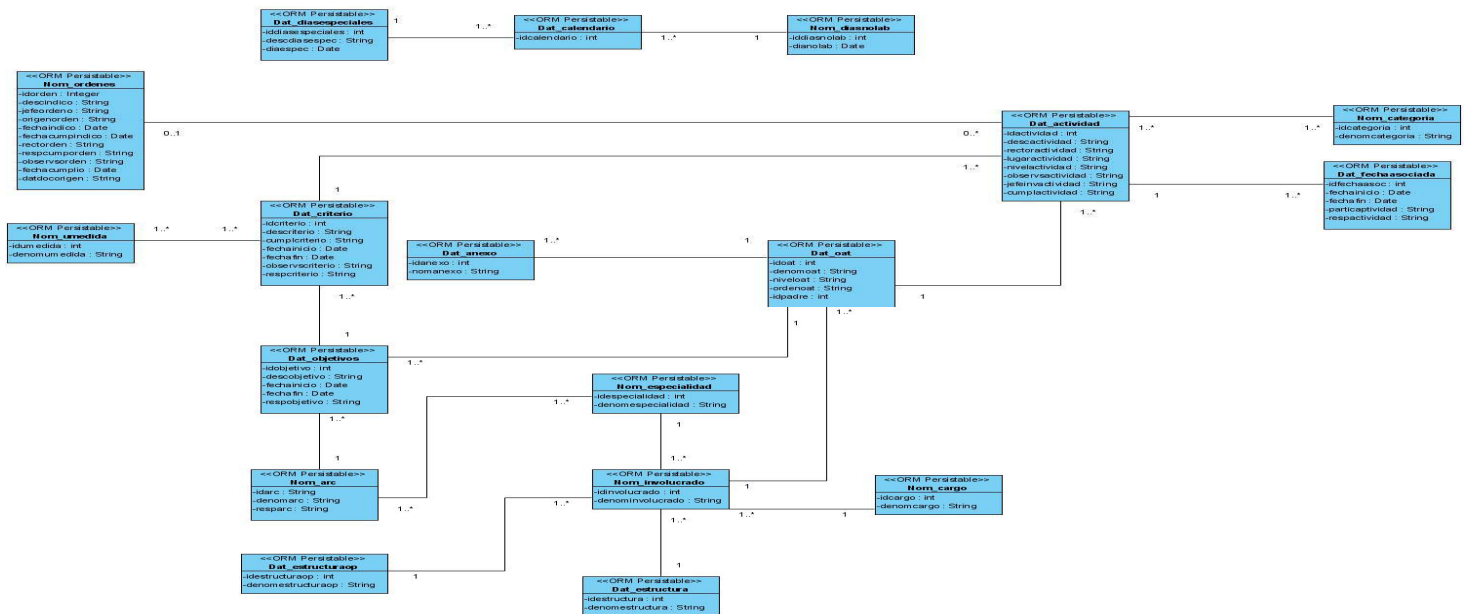 <<ORM Persistable>>
Dat_diasespeciales
-iddiasespeciales : int
-descdiasespec : String
-diaespec : Date
1
1..*
<<ORM Persistable>>
Dat_calendario
-idcalendario : int
1..*
1
<<ORM Persistable>>
Nom_diasnolab
-iddiasnolab : int
-dianolab : Date
<<ORM Persistable>>
Nom_ordenes
-idorden : Integer
-descindico : String
-jefeordeno : String
-origenorden : String
-fechaindico : Date
-fechacumpindico : Date
-rectorden : String
-respcumporden : String
-observsorden : String
-fechacumplio : Date
-datdocorigen : String
0..1
0..*
<<ORM Persistable>>
Dat_actividad
-idactividad : int
-descactividad : String
-rectoractividad : String
-lugaractividad : String
-nivelactividad : String
-observsactividad : String
-jefeinvactividad : String
-cumplactividad : String
1..*
1..*
<<ORM Persistable>>
Nom_categoria
-idcategoria : int
-denomcategoria : String
<<ORM Persistable>>
Dat_fechaasociada
-idfechaasoc : int
-fechainicio : Date
-fechafin : Date
-particaptividad : String
-respactividad : String
1
1..*
1
1..*
1..*
<<ORM Persistable>>
Dat_criterio
-idcriterio : int
-descriterio : String
-cumplcriterio : String
-fechainicio : Date
-fechafin : Date
-observscriterio : String
-respcriterio : String
<<ORM Persistable>>
Nom_umedida
-idumedida : int
-denomumedida : String
1..*
1..*
<<ORM Persistable>>
Dat_anexo
-idanexo : int
-nomanexo : String
1..*
1
<<ORM Persistable>>
Dat_oat
-idoat : int
-denomoat : String
-niveloat : String
-ordenoat : String
-idpadre : int
1
1..*
1
1
1..*
<<ORM Persistable>>
Dat_objetivos
-idobjetivo : int
-descobjetivo : String
-fechainicio : Date
-fechafin : Date
-respobjetivo : String
1..*
1..*
1
<<ORM Persistable>>
Nom_especialidad
-idespecialidad : int
-denomespecialidad : String
1..*
1
1..*
<<ORM Persistable>>
Nom_arc
-idarc : String
-denomarc : String
-resparc : String
1..*
<<ORM Persistable>>
Nom_involucrado
-idinvolucrado : int
-denominvolucrado : String
1
1..*
1
1..*
1..*
<<ORM Persistable>>
Nom_cargo
-idcargo : int
-denomcargo : String
<<ORM Persistable>>
Dat_estructuraop
-idestructuraop : int
-denomestructuraop : String
1
1
<<ORM Persistable>>
Dat_estructura
-idestructura : int
-denomestructura : String